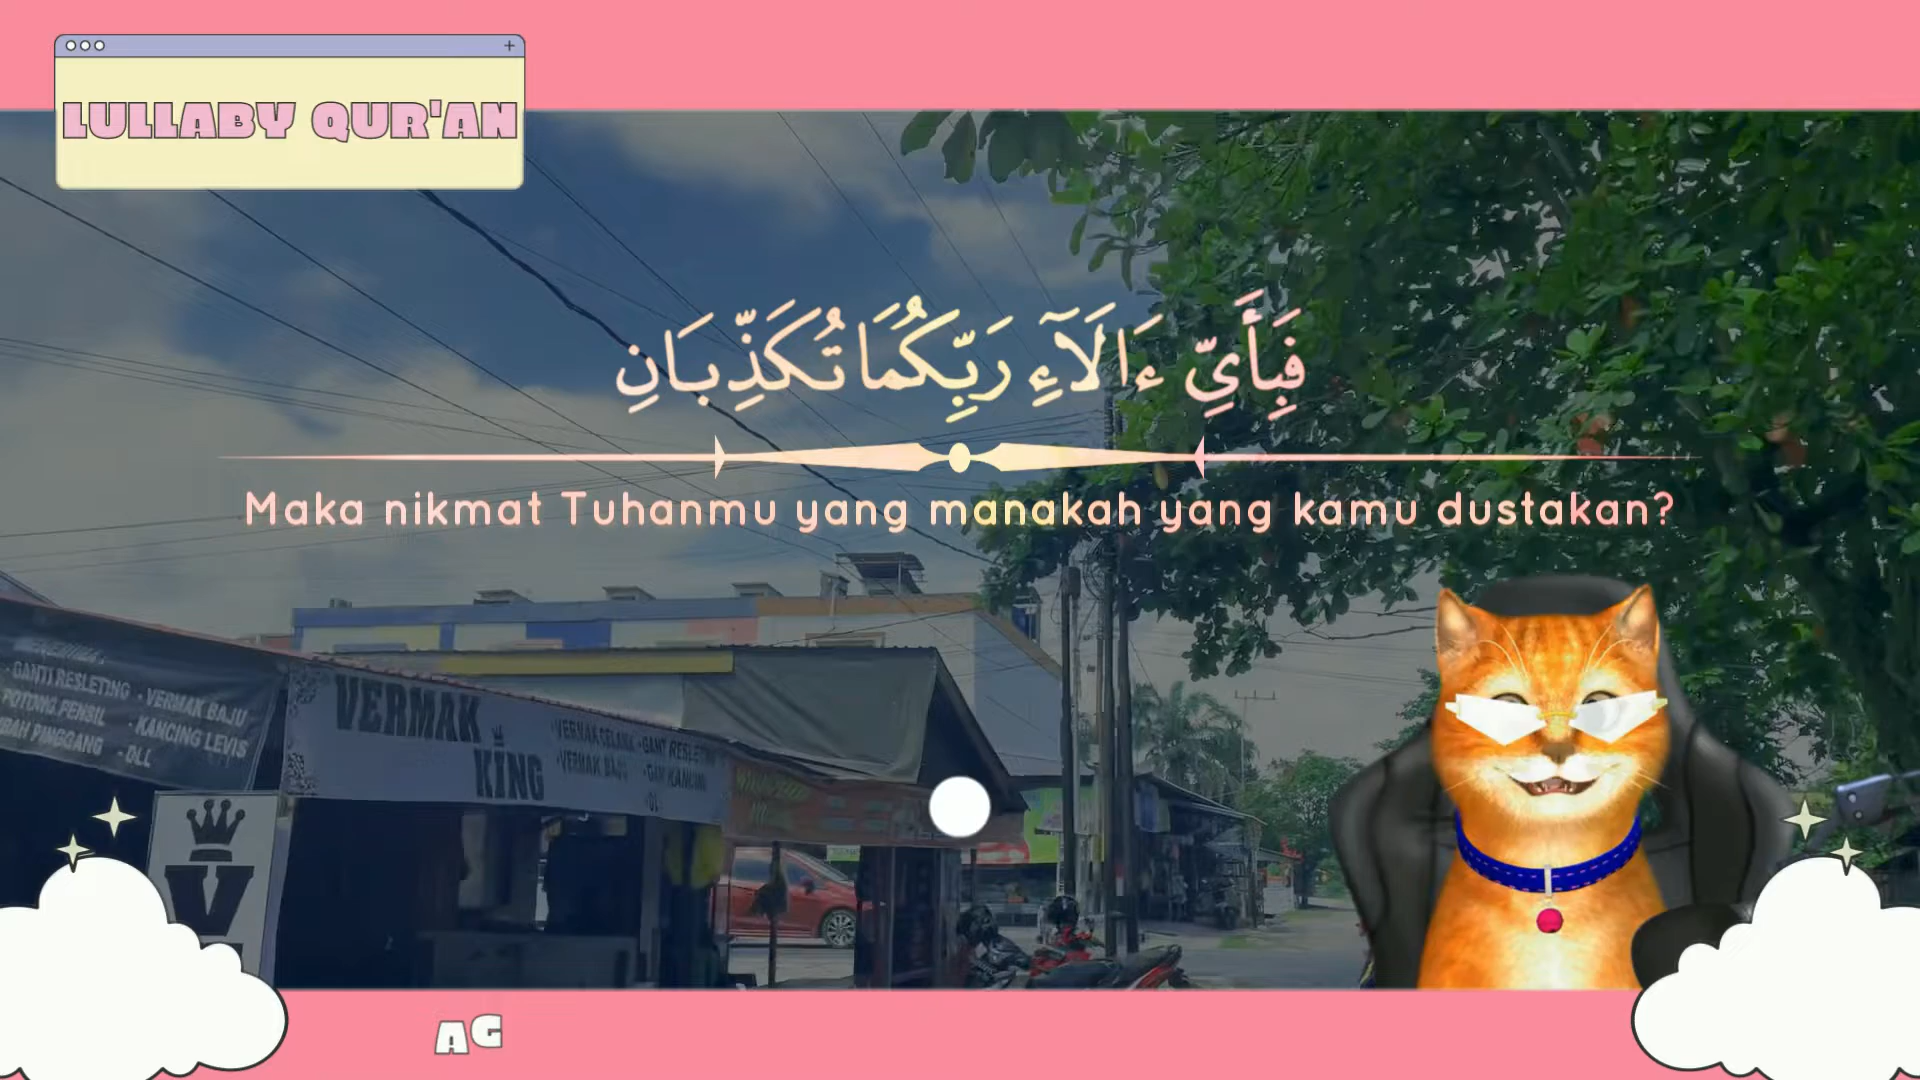 LULLABY QUR'AN
فَبِأَيِّ ءَالَآءِ رَبِّكُمَا تُكَذِّبَانِ
Maka nikmat Tuhanmu yang manakah yang kamu dustakan?
- GANTI RESLETING - VERMAK BAJU
POTONG PENSIL - KANCING LEVIS
PINGGANG - DLL
VERMAK
KING
-VERMAK BAJU
V
AG